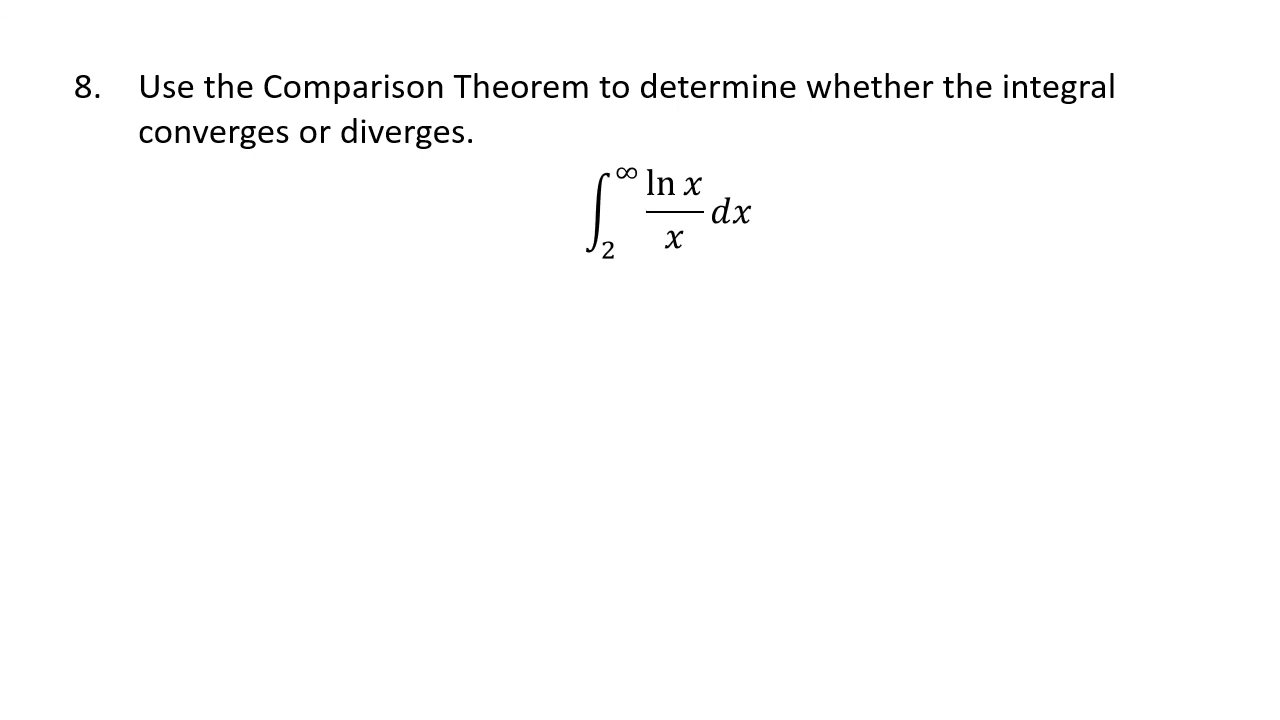 8. Use the Comparison Theorem to determine whether the integral
converges or diverges.
∫₂^∞ (ln x)/x dx